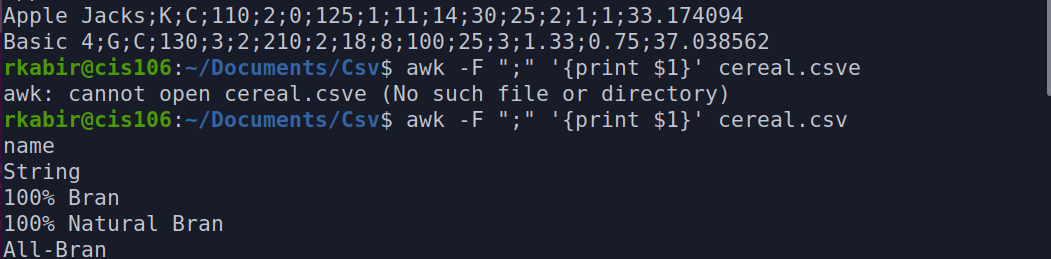 Apple Jacks;K;C;110;2;0;125;1;11;14;30;25;2;1;1;33.174094
Basic 4;G;C;130;3;2;210;2;18;8;100;25;3;1.33;0.75;37.038562
rkabir@cis106:~/Documents/Csv$ awk -F ";" '{print $1}' cereal.csve
awk: cannot open cereal.csve (No such file or directory)
rkabir@cis106:~/Documents/Csv$ awk -F ";" '{print $1}' cereal.csv
name
String
100% Bran
100% Natural Bran
All-Bran